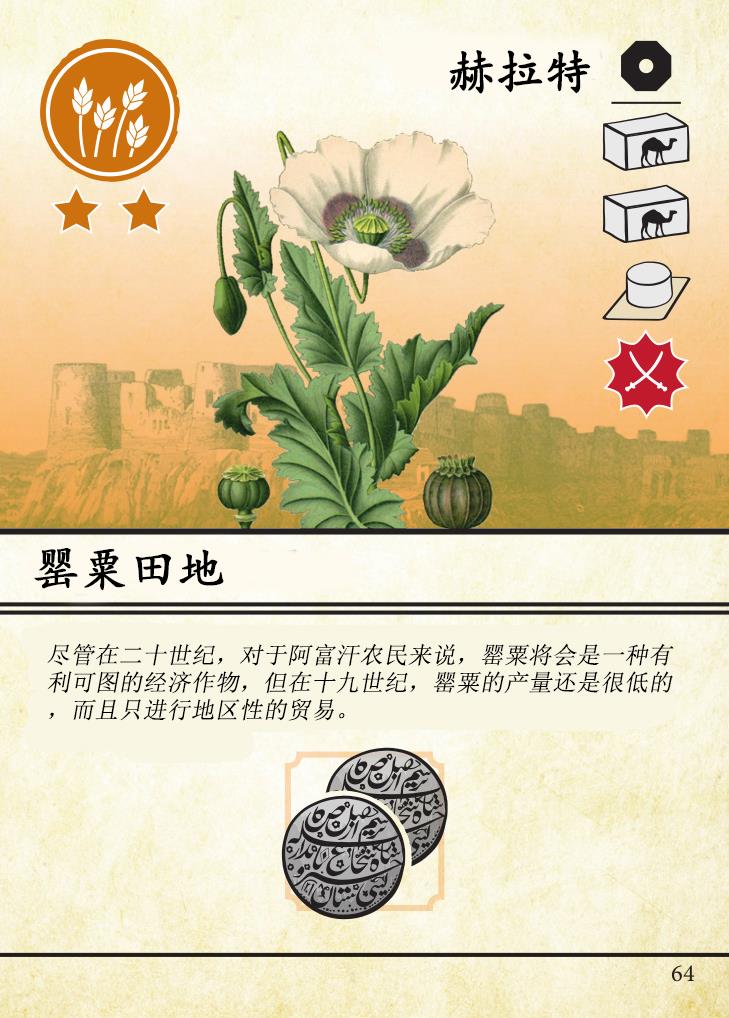 赫拉特
罂粟田地
尽管在二十世纪，对于阿富汗农民来说，罂粟将会是一种有
利可图的经济作物，但在十九世纪，罂粟的产量还是很低的
，而且只进行地区性的贸易。
64